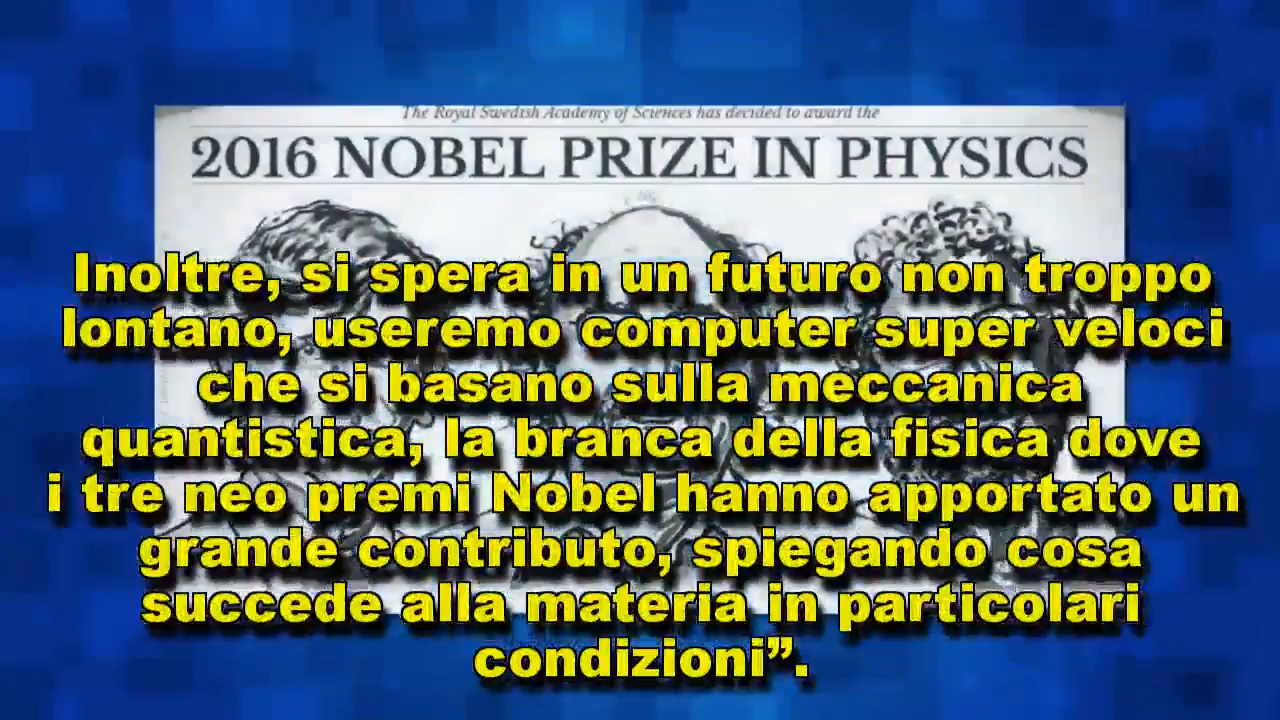 The Royal Swedish Academy of Sciences has decided to award the
2016 NOBEL PRIZE IN PHYSICS
Inoltre, si spera in un futuro non troppo
lontano, useremo computer super veloci
che si basano sulla meccanica
quantistica, la branca della fisica dove
i tre neo premi Nobel hanno apportato un
grande contributo, spiegando cosa
succede alla materia in particolari
condizioni”.